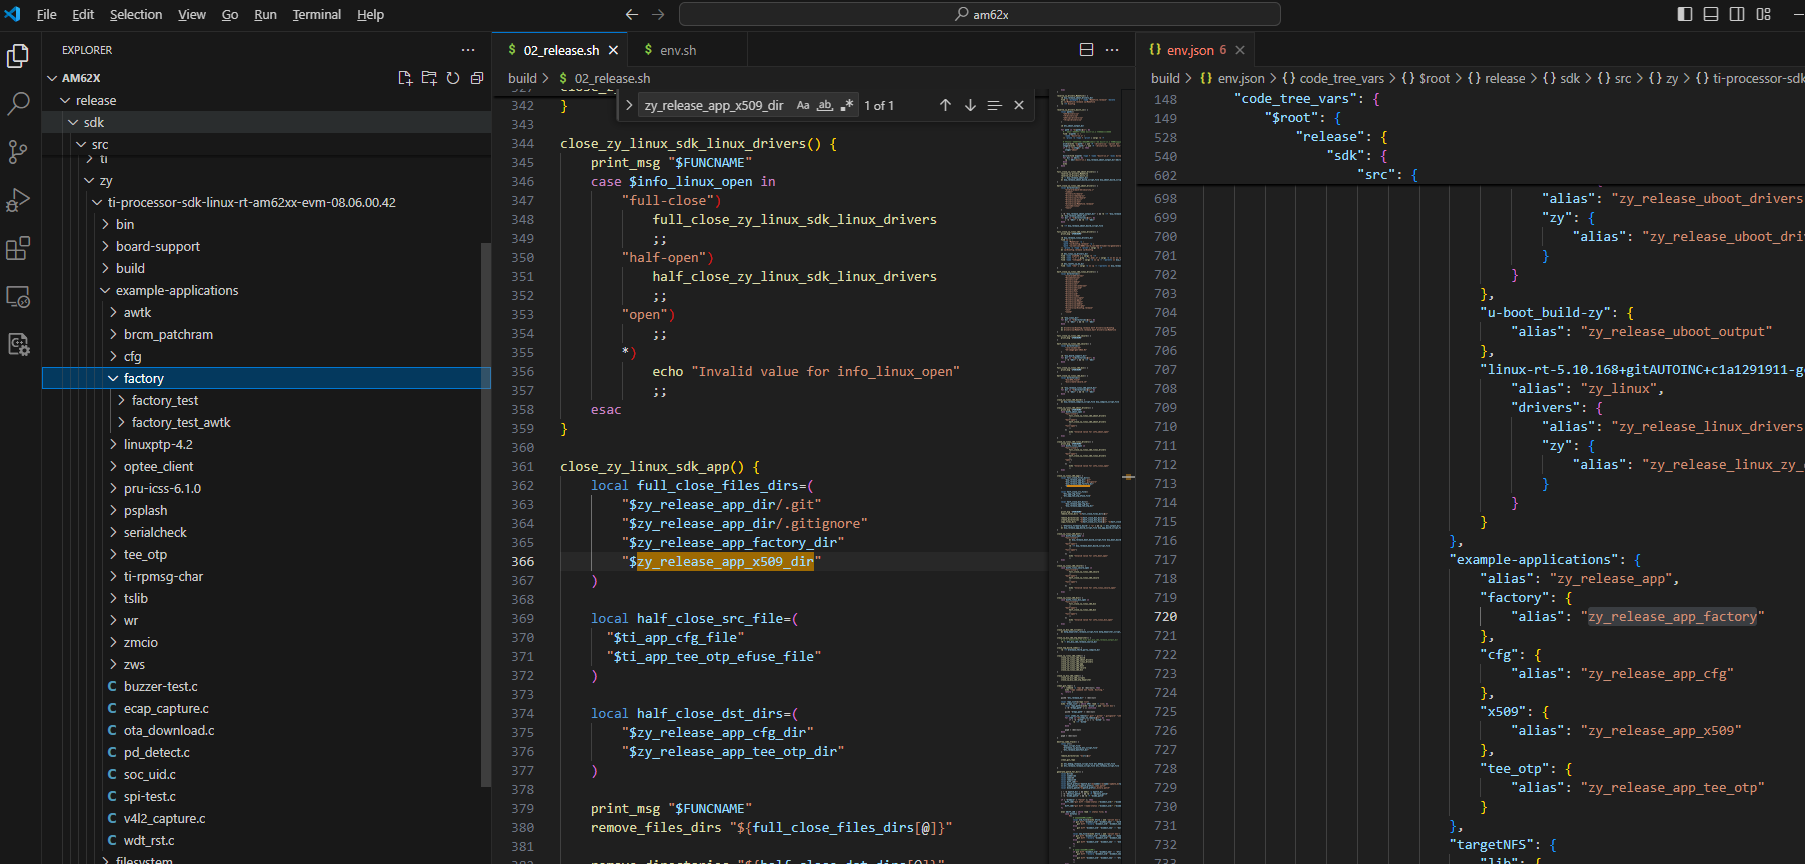 File Edit Selection View Go Run Terminal Help
am62x
EXPLORER
AM62X
release
sdk
src
ti
zy
ti-processor-sdk-linux-rt-am62xx-evm-08.06.00.42
bin
board-support
build
example-applications
awtk
brcm_patchram
cfg
factory
factory_test
factory_test_awtk
linuxptp-4.2
optee_client
pru-icss-6.1.0
psplash
serialcheck
tee_otp
ti-rpmsg-char
tslib
wr
zmcio
zws
C buzzer-test.c
C ecap_capture.c
C ota_download.c
C pd_detect.c
C soc_uid.c
C spi-test.c
C v4l2_capture.c
C wdt_rst.c
filesystem
$ 02_release.sh
$ env.sh
build > $ 02_release.sh
zy_release_app_x509_dir Aa ab .* 1 of 1
342 }
343
344 close_zy_linux_sdk_linux_drivers() {
345 print_msg "$FUNCNAME"
346 case $info_linux_open in
347 "full-close")
348 full_close_zy_linux_sdk_linux_drivers
349 ;;
350 "half-open")
351 half_close_zy_linux_sdk_linux_drivers
352 ;;
353 "open")
354 ;;
355 *)
356 echo "Invalid value for info_linux_open"
357 ;;
358 esac
359 }
360
361 close_zy_linux_sdk_app() {
362 local full_close_files_dirs=(
363 "$zy_release_app_dir/.git"
364 "$zy_release_app_dir/.gitignore"
365 "$zy_release_app_factory_dir"
366 "$zy_release_app_x509_dir"
367 )
368
369 local half_close_src_file=(
370 "$ti_app_cfg_file"
371 "$ti_app_tee_otp_efuse_file"
372 )
373
374 local half_close_dst_dirs=(
375 "$zy_release_app_cfg_dir"
376 "$zy_release_app_tee_otp_dir"
377 )
378
379 print_msg "$FUNCNAME"
380 remove_files_dirs "${full_close_files_dirs[@]}"
381
{} env.json 6
build > {} env.json > {} code_tree_vars > {} $root > {} release > {} sdk > {} src > {} zy > {} ti-processor-sdk
148 "code_tree_vars": {
149 "$root": {
528 "release": {
540 "sdk": {
602 "src": {
698 "alias": "zy_release_uboot_drivers
699 "zy": {
700 "alias": "zy_release_uboot_dri
701 }
702 }
703 },
704 "u-boot_build-zy": {
705 "alias": "zy_release_uboot_output"
706 },
707 "linux-rt-5.10.168+gitAUTOINC+c1a1291911-g
708 "alias": "zy_linux",
709 "drivers": {
710 "alias": "zy_release_linux_drivers
711 "zy": {
712 "alias": "zy_release_linux_zy_
713 }
714 }
715 }
716 },
717 "example-applications": {
718 "alias": "zy_release_app",
719 "factory": {
720 "alias": "zy_release_app_factory"
721 },
722 "cfg": {
723 "alias": "zy_release_app_cfg"
724 },
725 "x509": {
726 "alias": "zy_release_app_x509"
727 },
728 "tee_otp": {
729 "alias": "zy_release_app_tee_otp"
730 }
731 },
732 "targetNFS": {